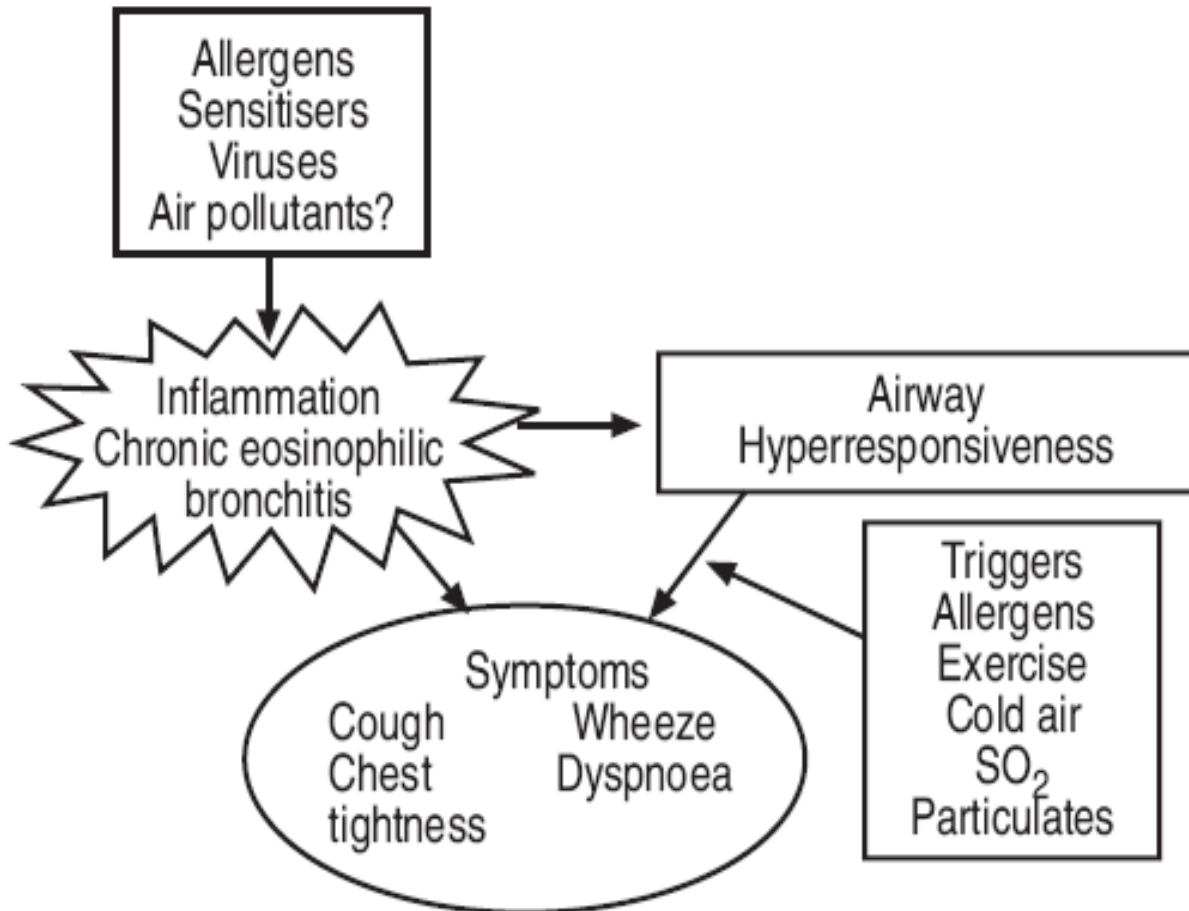 Allergens
Sensitisers
Viruses
Air pollutants?
Inflammation
Chronic eosinophilic
bronchitis
Airway
Hyperresponsiveness
Triggers
Allergens
Exercise
Cold air
SO₂
Particulates
Symptoms
Cough Wheeze
Chest Dyspnoea
tightness